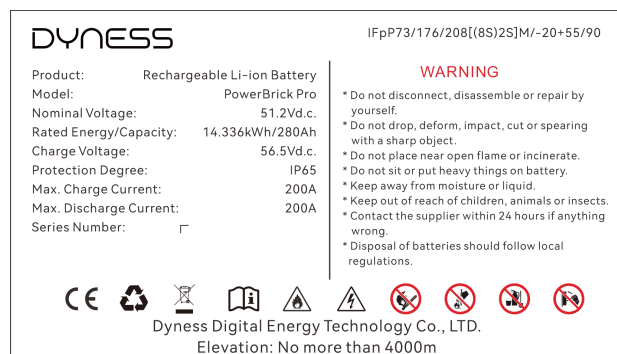 DYNESS
IFpP73/176/208[(8S)2S]M/-20+55/90
Product: Rechargeable Li-ion Battery
Model: PowerBrick Pro
Nominal Voltage: 51.2Vd.c.
Rated Energy/Capacity: 14.336kWh/280Ah
Charge Voltage: 56.5Vd.c.
Protection Degree: IP65
Max. Charge Current: 200A
Max. Discharge Current: 200A
Series Number:
WARNING
* Do not disconnect, disassemble or repair by
yourself.
* Do not drop, deform, impact, cut or spearing
with a sharp object.
* Do not place near open flame or incinerate.
* Do not sit or put heavy things on battery.
* Keep away from moisture or liquid.
* Keep out of reach of children, animals or insects.
* Contact the supplier within 24 hours if anything
wrong.
* Disposal of batteries should follow local
regulations.
CE
Dyness Digital Energy Technology Co., LTD.
Elevation: No more than 4000m